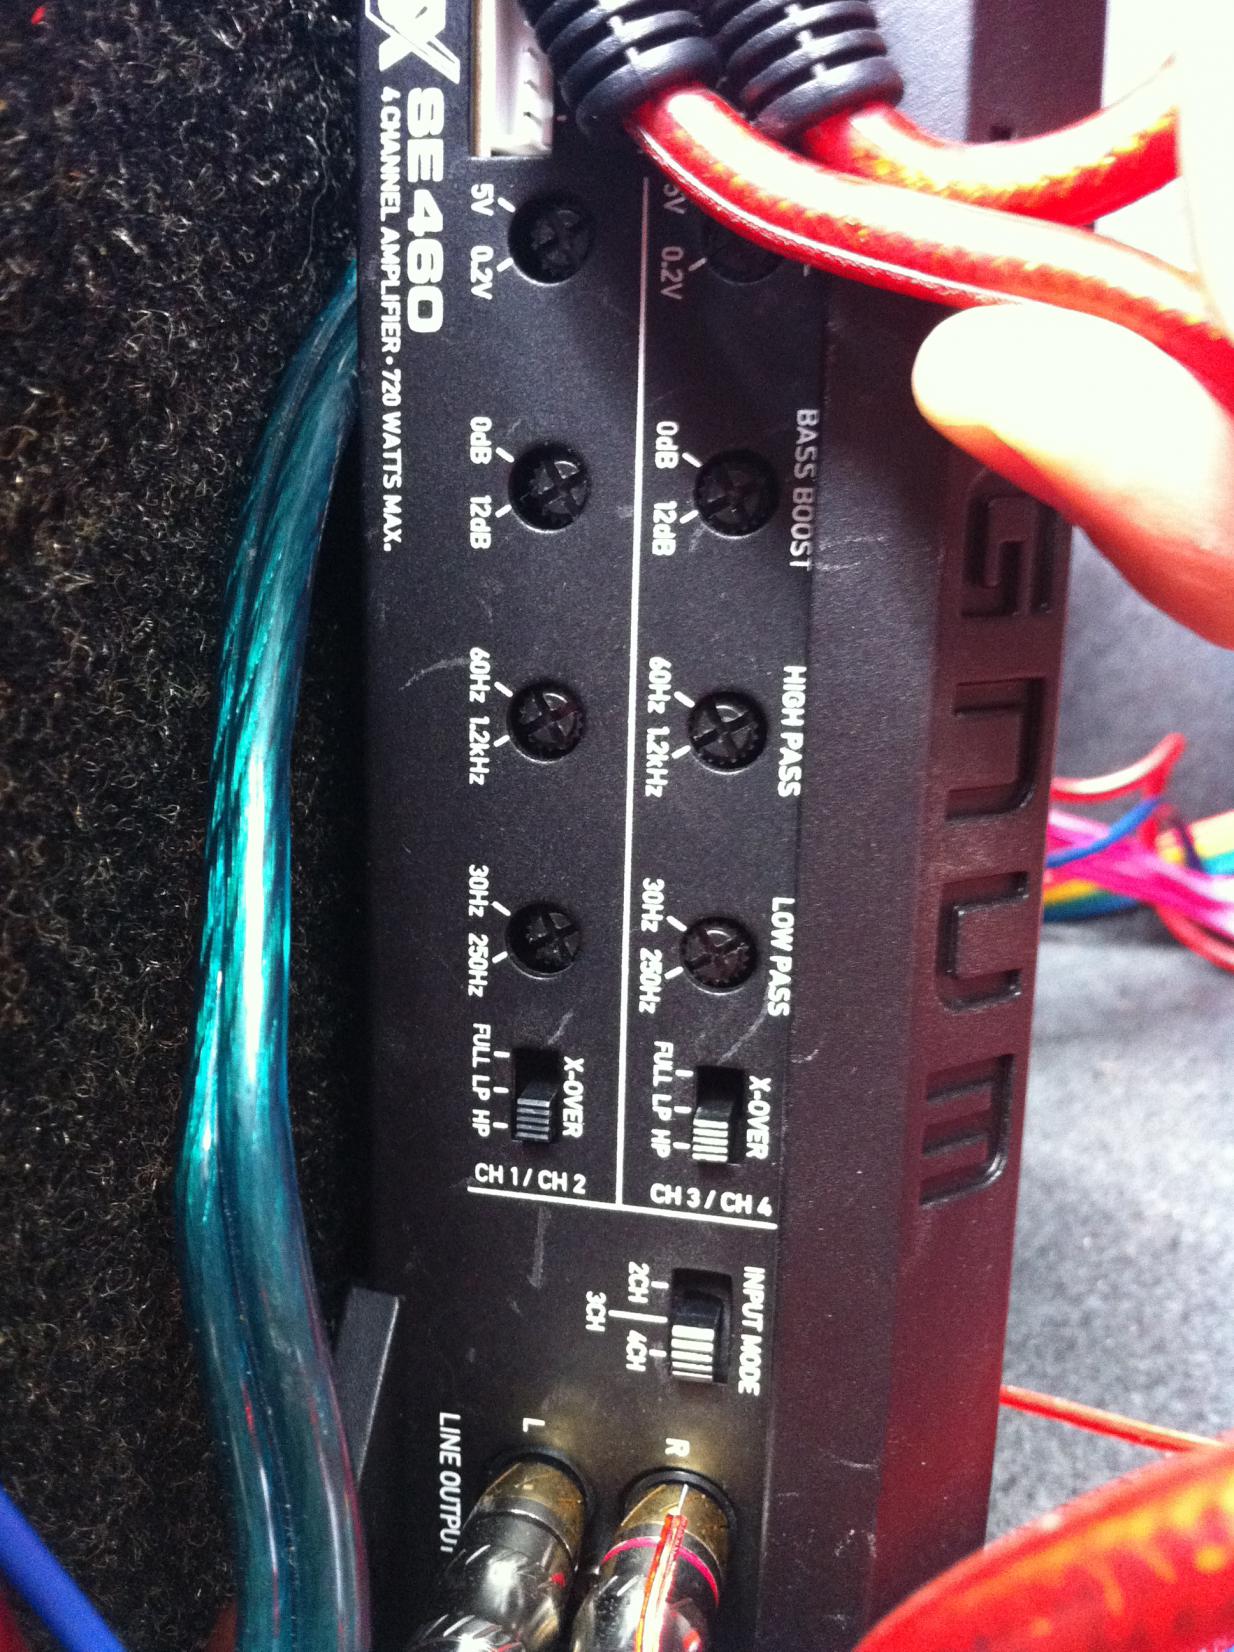 X SE460
4 CHANNEL AMPLIFIER • 720 WATTS MAX.
5V 0.2V
5V 0.2V
BASS BOOST
0dB 12dB
0dB 12dB
HIGH PASS
60Hz 1.2kHz
60Hz 1.2kHz
LOW PASS
30Hz 250Hz
30Hz 250Hz
X-OVER
FULL LP HP
CH 3 / CH 4
X-OVER
FULL LP HP
CH 1 / CH 2
INPUT MODE
2CH 4CH
3CH
R
L
LINE OUTPUT